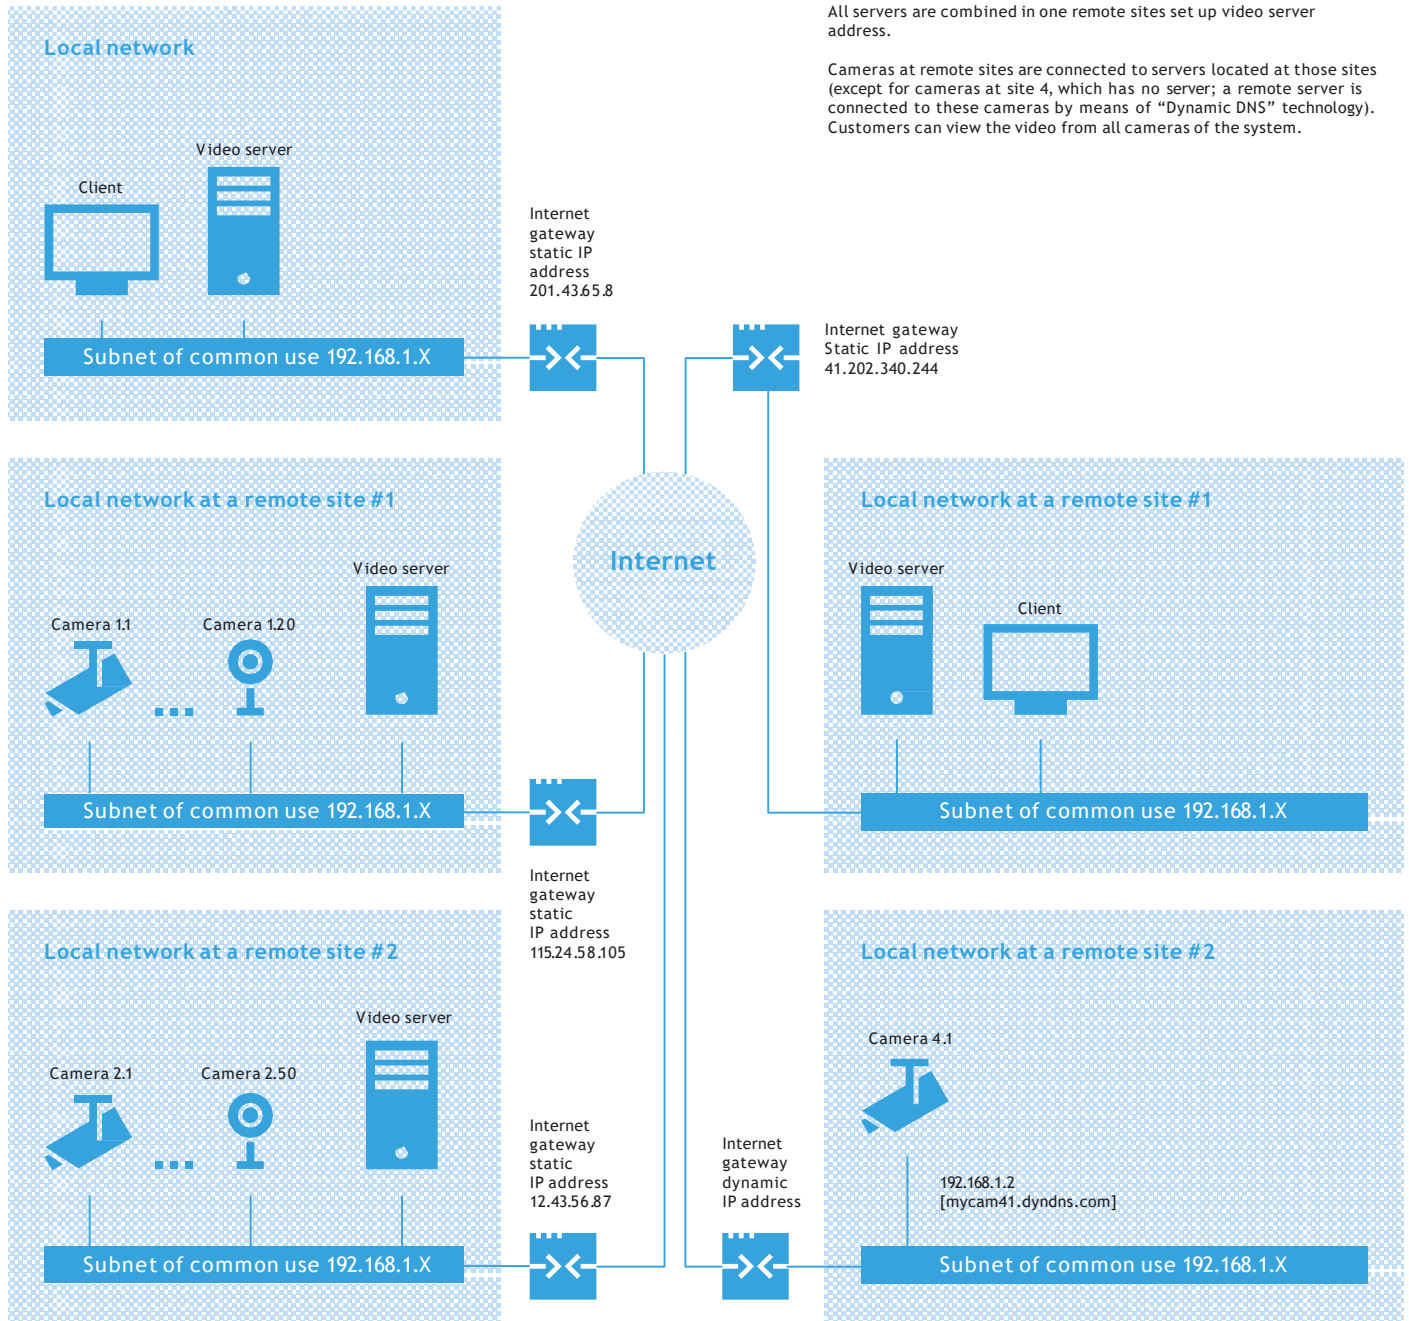 All servers are combined in one remote sites set up video server
address.
Cameras at remote sites are connected to servers located at those sites
(except for cameras at site 4, which has no server; a remote server is
connected to these cameras by means of “Dynamic DNS” technology).
Customers can view the video from all cameras of the system.
Local network
Video server
Client
Subnet of common use 192.168.1.X
Internet
gateway
static IP
address
201.43.65.8
Internet gateway
Static IP address
41.202.340.244
Local network at a remote site #1
Video server
Camera 1.1
Camera 1.20
Subnet of common use 192.168.1.X
Internet
Internet
gateway
static
IP address
115.24.58.105
Local network at a remote site #1
Video server
Client
Subnet of common use 192.168.1.X
Local network at a remote site #2
Video server
Camera 2.1
Camera 2.50
Subnet of common use 192.168.1.X
Internet
gateway
static
IP address
12.43.56.87
Internet
gateway
dynamic
IP address
Local network at a remote site #2
Camera 4.1
192.168.1.2
[mycam41.dyndns.com]
Subnet of common use 192.168.1.X